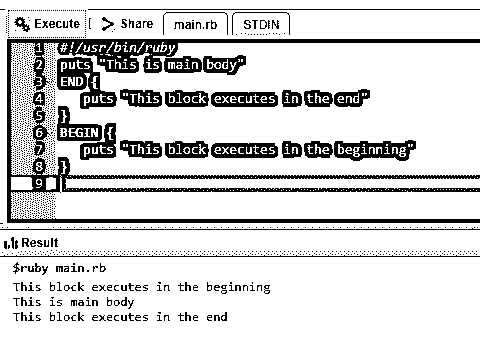 Execute Share main.rb STDIN
1 #!/usr/bin/ruby
2 puts "This is main body"
3 END {
4 puts "This block executes in the end"
5 }
6 BEGIN {
7 puts "This block executes in the beginning"
8 }
9
Result
$ruby main.rb
This block executes in the beginning
This is main body
This block executes in the end